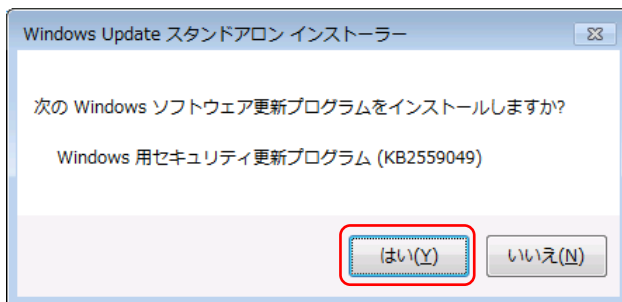 Windows Update スタンドアロン インストーラー
次の Windows ソフトウェア更新プログラムをインストールしますか?
Windows 用セキュリティ更新プログラム (KB2559049)
はい(Y)
いいえ(N)